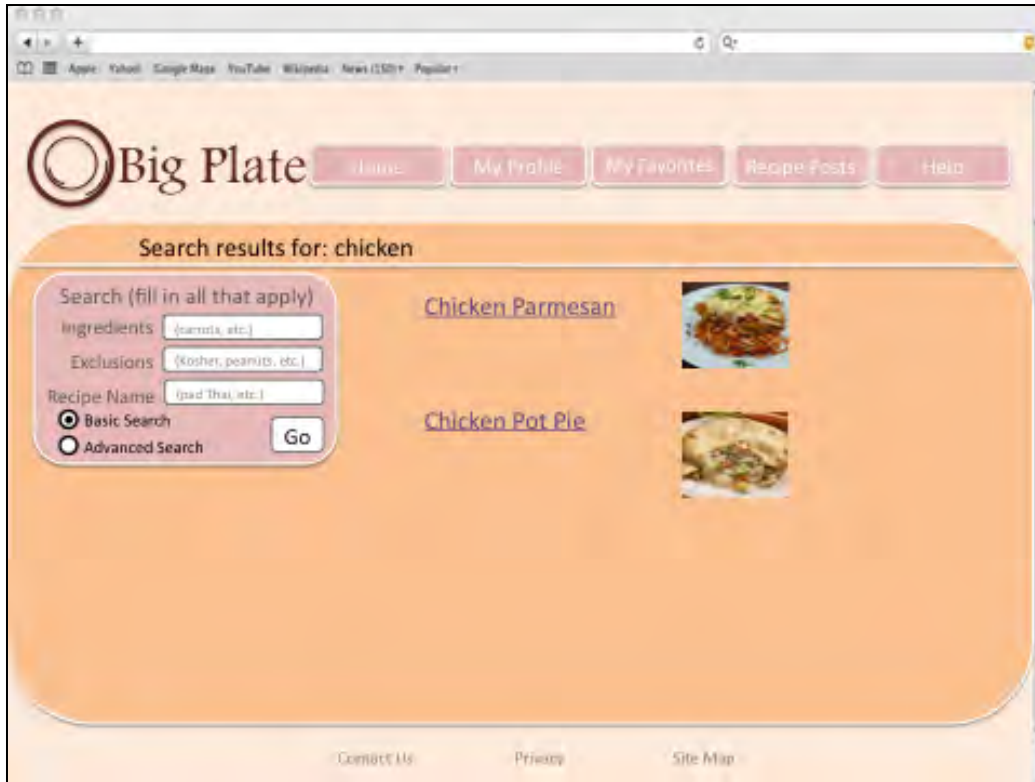 Apple Yahoo! Google Maps YouTube Wikipedia News (150) Popular
Big Plate
Home My Profile My Favorites Recipe Posts Help
Search results for: chicken
Search (fill in all that apply)
Ingredients (carrots, etc.)
Exclusions (Kosher, peanuts, etc.)
Recipe Name (pad Thai, etc.)
Basic Search
Advanced Search
Go
Chicken Parmesan
Chicken Pot Pie
Contact Us Privacy Site Map